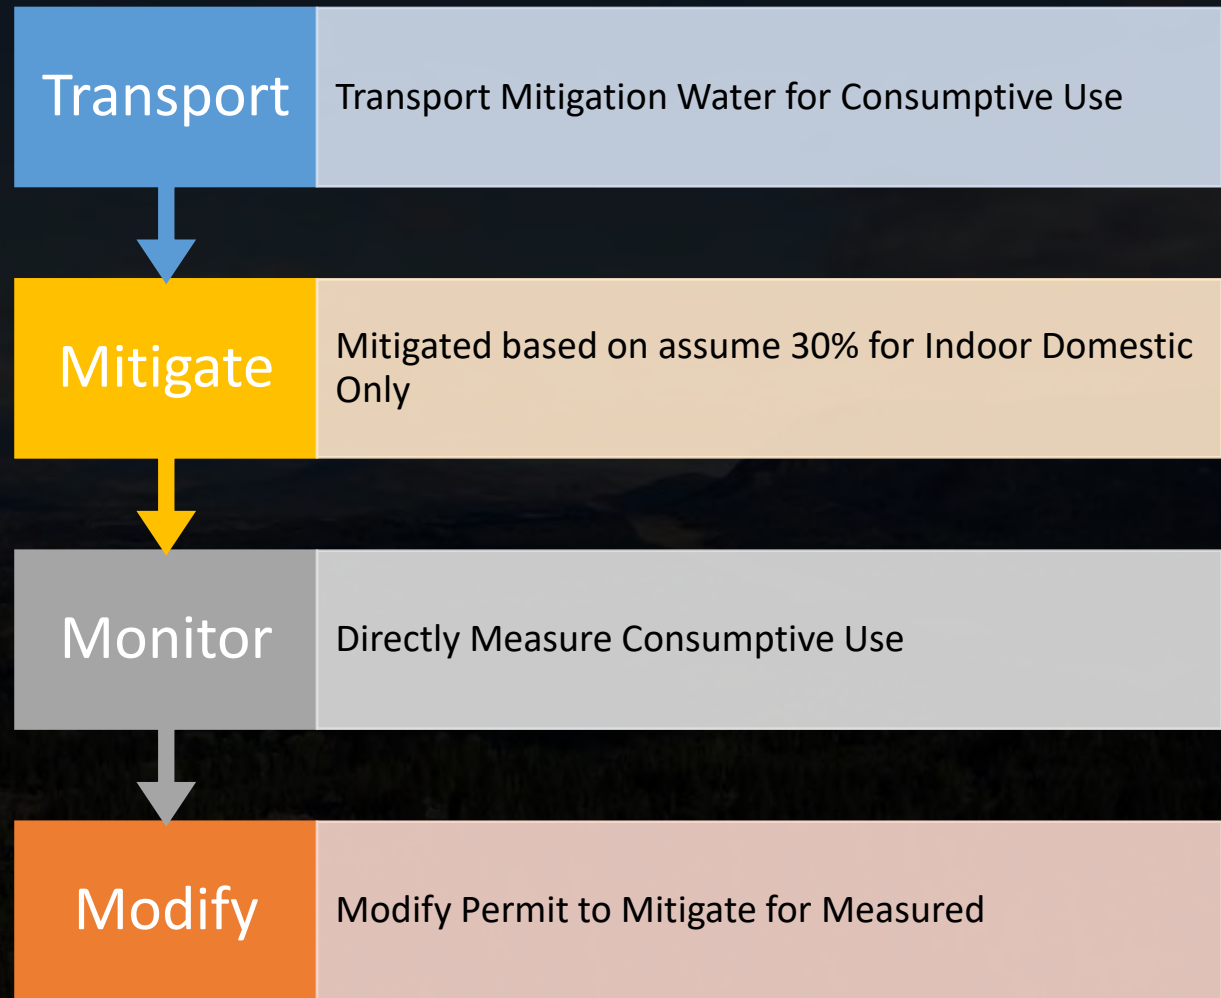 Transport
Transport Mitigation Water for Consumptive Use
Mitigate
Mitigated based on assume 30% for Indoor Domestic
Only
Monitor
Directly Measure Consumptive Use
Modify
Modify Permit to Mitigate for Measured